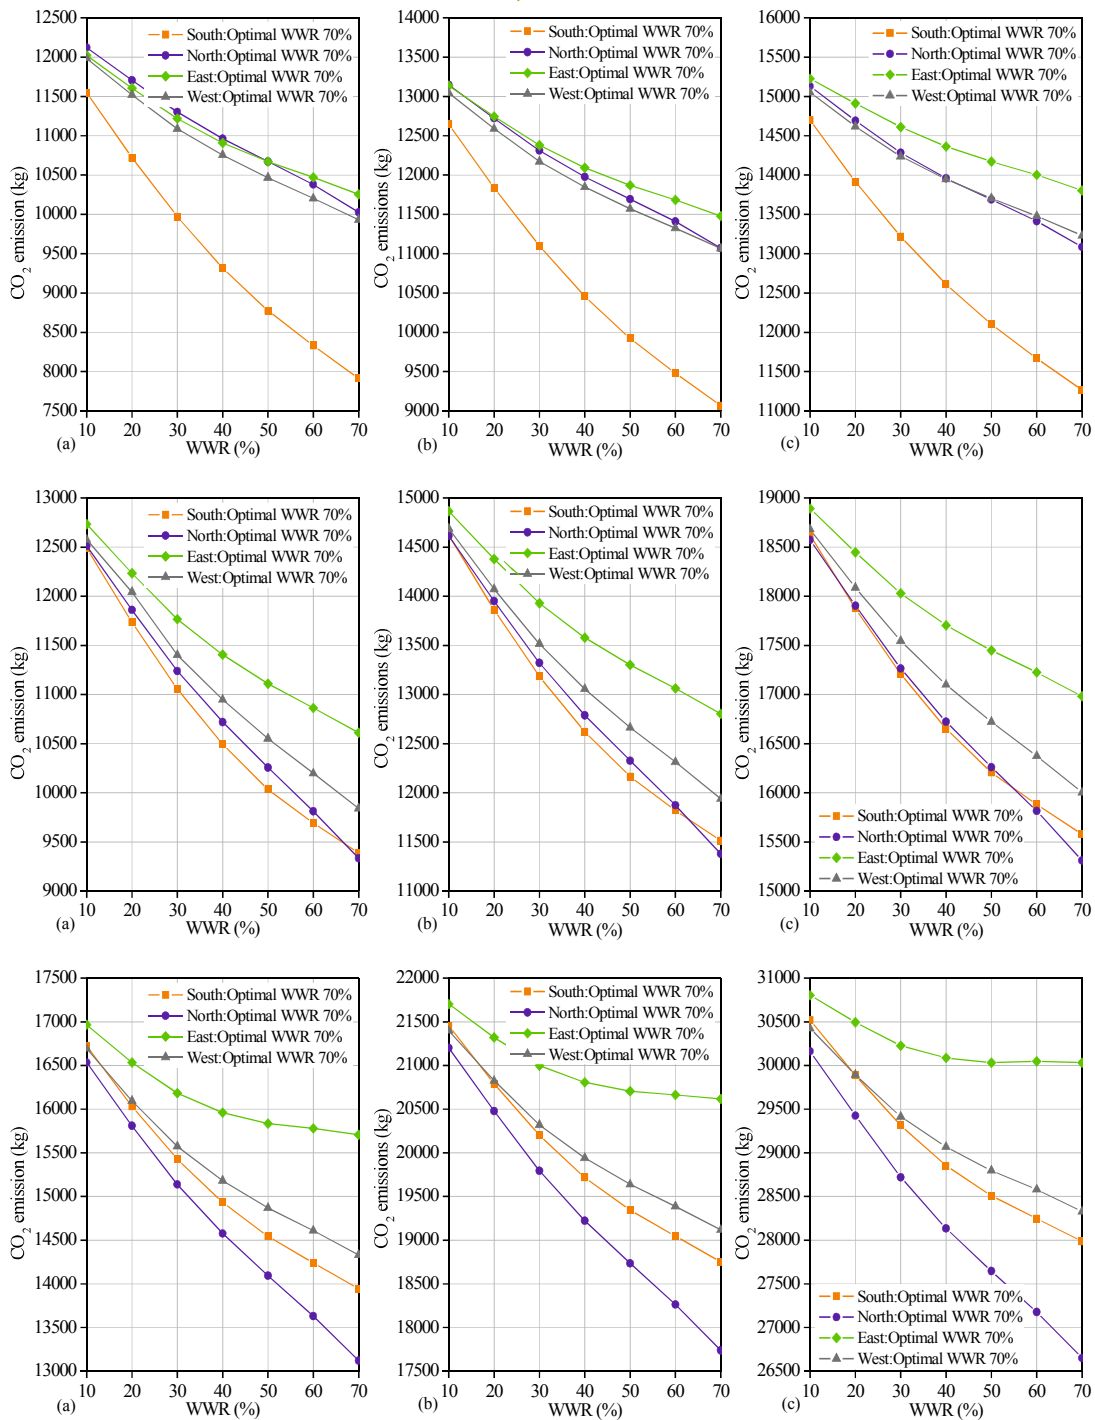 12500
12000
11500
11000
10500
10000
9500
9000
8500
8000
7500
CO2 emission (kg)
South:Optimal WWR 70%
North:Optimal WWR 70%
East:Optimal WWR 70%
West:Optimal WWR 70%
10 20 30 40 50 60 70
(a) WWR (%)
14000
13500
13000
12500
12000
11500
11000
10500
10000
9500
9000
CO2 emissions (kg)
South:Optimal WWR 70%
North:Optimal WWR 70%
East:Optimal WWR 70%
West:Optimal WWR 70%
10 20 30 40 50 60 70
(b) WWR (%)
16000
15500
15000
14500
14000
13500
13000
12500
12000
11500
11000
CO2 emission (kg)
South:Optimal WWR 70%
North:Optimal WWR 70%
East:Optimal WWR 70%
West:Optimal WWR 70%
10 20 30 40 50 60 70
(c) WWR (%)
13000
12500
12000
11500
11000
10500
10000
9500
9000
CO2 emission (kg)
South:Optimal WWR 70%
North:Optimal WWR 70%
East:Optimal WWR 70%
West:Optimal WWR 70%
10 20 30 40 50 60 70
(a) WWR (%)
15000
14500
14000
13500
13000
12500
12000
11500
11000
CO2 emissions (kg)
South:Optimal WWR 70%
North:Optimal WWR 70%
East:Optimal WWR 70%
West:Optimal WWR 70%
10 20 30 40 50 60 70
(b) WWR (%)
19000
18500
18000
17500
17000
16500
16000
15500
15000
CO2 emission (kg)
South:Optimal WWR 70%
North:Optimal WWR 70%
East:Optimal WWR 70%
West:Optimal WWR 70%
10 20 30 40 50 60 70
(c) WWR (%)
17500
17000
16500
16000
15500
15000
14500
14000
13500
13000
CO2 emission (kg)
South:Optimal WWR 70%
North:Optimal WWR 70%
East:Optimal WWR 70%
West:Optimal WWR 70%
10 20 30 40 50 60 70
(a) WWR (%)
22000
21500
21000
20500
20000
19500
19000
18500
18000
17500
CO2 emissions (kg)
South:Optimal WWR 70%
North:Optimal WWR 70%
East:Optimal WWR 70%
West:Optimal WWR 70%
10 20 30 40 50 60 70
(b) WWR (%)
31000
30500
30000
29500
29000
28500
28000
27500
27000
26500
CO2 emission (kg)
South:Optimal WWR 70%
North:Optimal WWR 70%
East:Optimal WWR 70%
West:Optimal WWR 70%
10 20 30 40 50 60 70
(c) WWR (%)